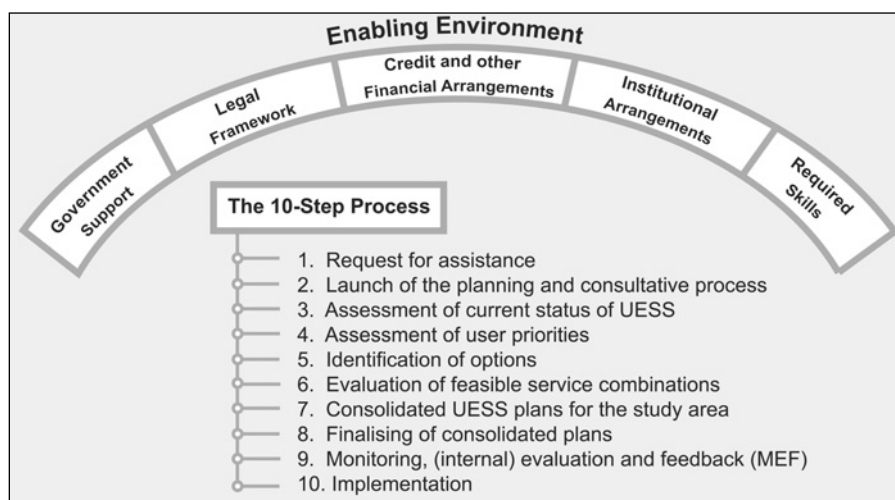 Enabling Environment
Government
Support
Legal
Framework
Credit and other
Financial Arrangements
Institutional
Arrangements
Required
Skills
The 10-Step Process
1. Request for assistance
2. Launch of the planning and consultative process
3. Assessment of current status of UESS
4. Assessment of user priorities
5. Identification of options
6. Evaluation of feasible service combinations
7. Consolidated UESS plans for the study area
8. Finalising of consolidated plans
9. Monitoring, (internal) evaluation and feedback (MEF)
10. Implementation